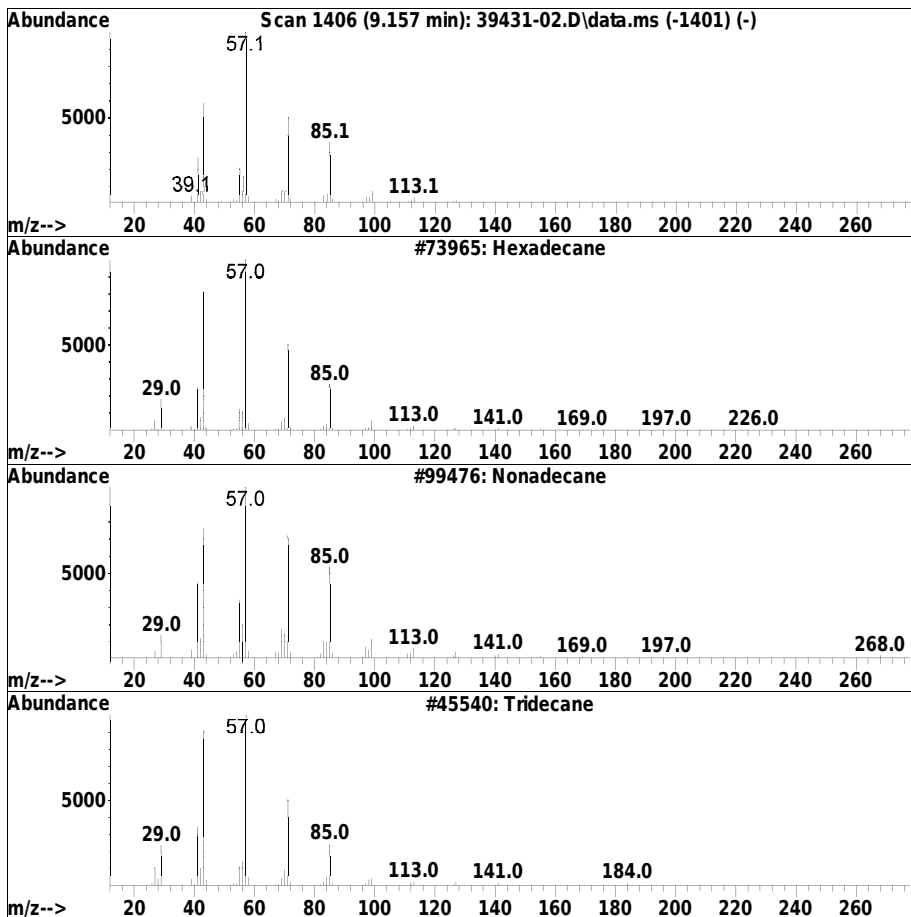 Abundance Scan 1406 (9.157 min): 39431-02.D\data.ms (-1401) (-)
57.1
5000
85.1
39.1
113.1
20 40 60 80 100 120 140 160 180 200 220 240 260
m/z-->
Abundance #73965: Hexadecane
57.0
5000
29.0 85.0
113.0 141.0 169.0 197.0 226.0
20 40 60 80 100 120 140 160 180 200 220 240 260
m/z-->
Abundance #99476: Nonadecane
57.0
5000
85.0
29.0
113.0 141.0 169.0 197.0 268.0
20 40 60 80 100 120 140 160 180 200 220 240 260
m/z-->
Abundance #45540: Tridecane
57.0
5000
29.0 85.0
113.0 141.0 184.0
20 40 60 80 100 120 140 160 180 200 220 240 260
m/z-->